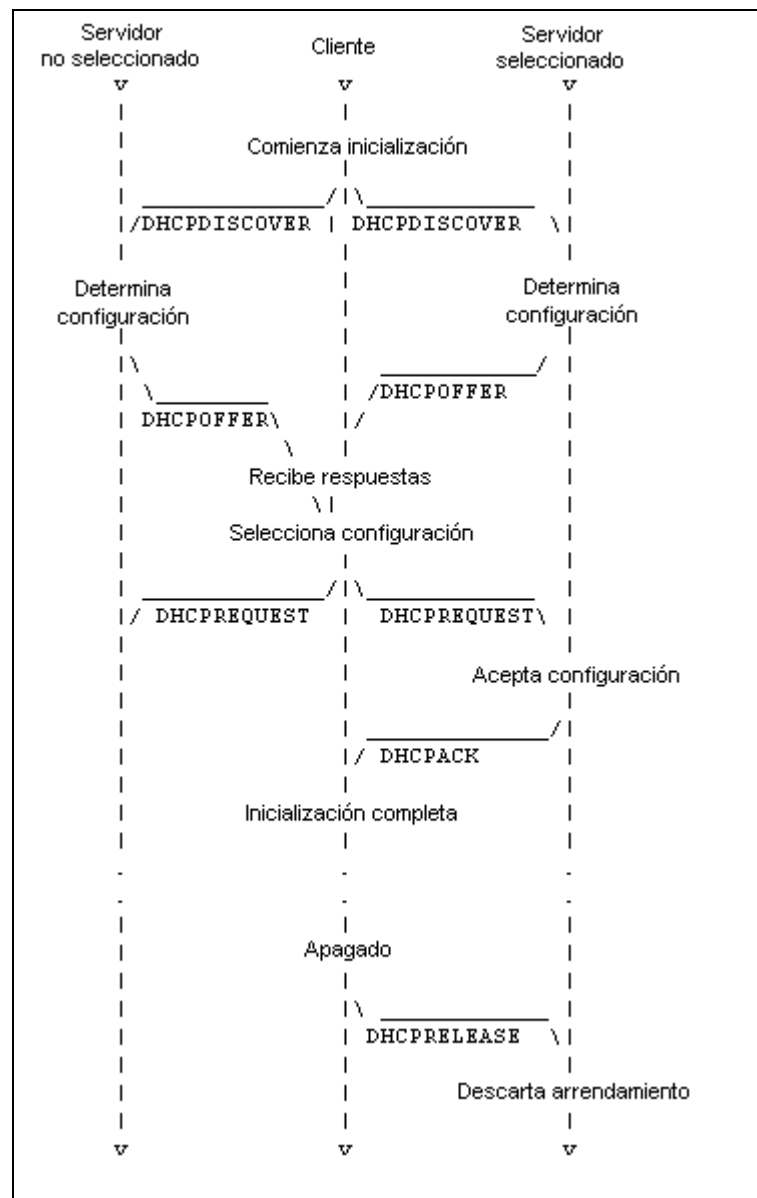 Servidor
no seleccionado
Cliente
Servidor
seleccionado
Comienza inicialización
DHCPDISCOVER
DHCPDISCOVER
Determina
configuración
Determina
configuración
DHCPOFFER
DHCPOFFER
Recibe respuestas
Selecciona configuración
DHCPREQUEST
DHCPREQUEST
Acepta configuración
DHCPACK
Inicialización completa
Apagado
DHCPRELEASE
Descarta arrendamiento